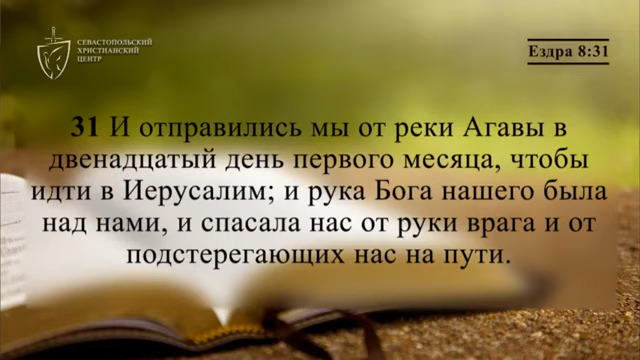 СЕВАСТОПОЛЬСКИЙ
ХРИСТИАНСКИЙ
ЦЕНТР
Ездра 8:31
31 И отправились мы от реки Агавы в
двенадцатый день первого месяца, чтобы
идти в Иерусалим; и рука Бога нашего была
над нами, и спасала нас от руки врага и от
подстерегающих нас на пути.